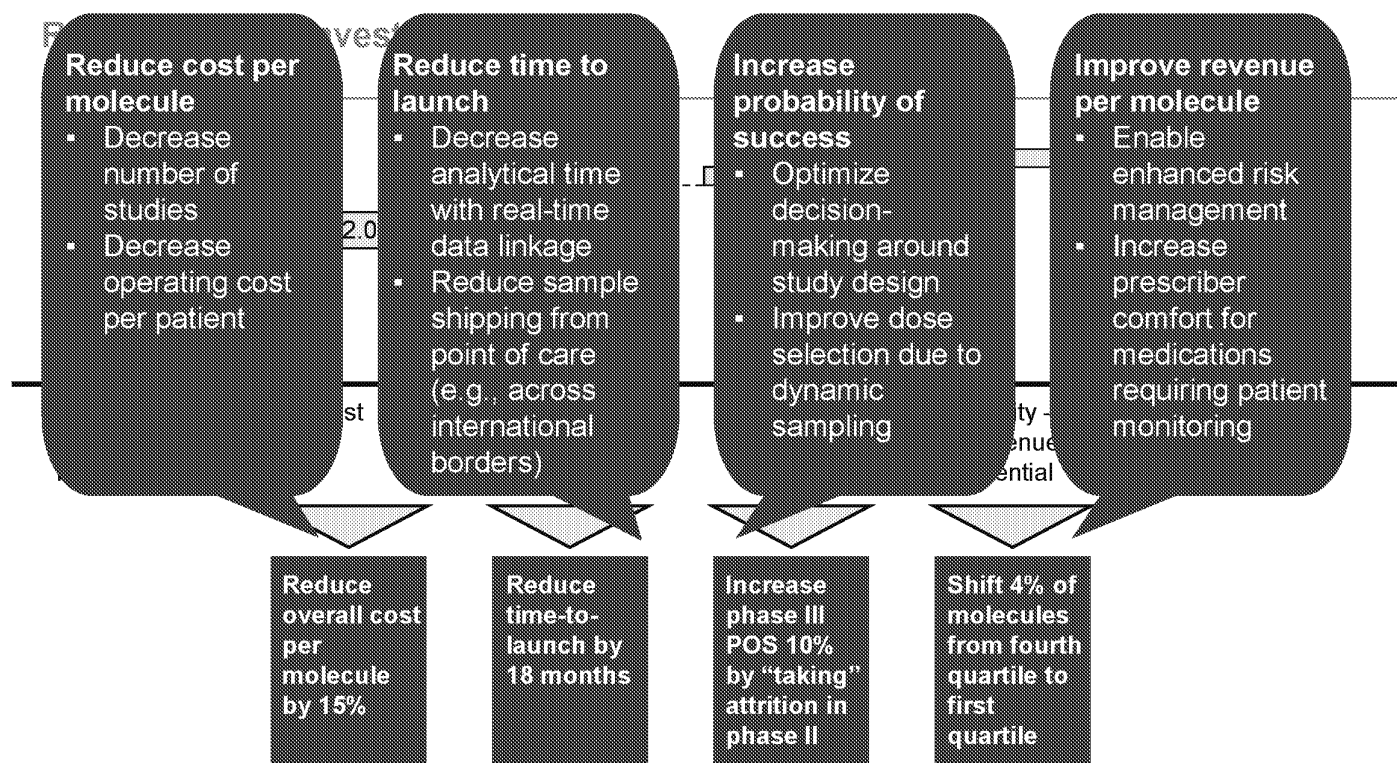 Reduce cost per
molecule
▪ Decrease
number of
studies
▪ Decrease
operating cost
per patient
Reduce time to
launch
▪ Decrease
analytical time
with real-time
data linkage
▪ Reduce sample
shipping from
point of care
(e.g., across
international
borders)
Increase
probability of
success
▪ Optimize
decision-
making around
study design
▪ Improve dose
selection due to
dynamic
sampling
Improve revenue
per molecule
▪ Enable
enhanced risk
management
▪ Increase
prescriber
comfort for
medications
requiring patient
monitoring
2.0
Reduce
overall cost
per
molecule
by 15%
Reduce
time-to-
launch by
18 months
Increase
phase III
POS 10%
by “taking”
attrition in
phase II
Shift 4% of
molecules
from fourth
quartile to
first
quartile